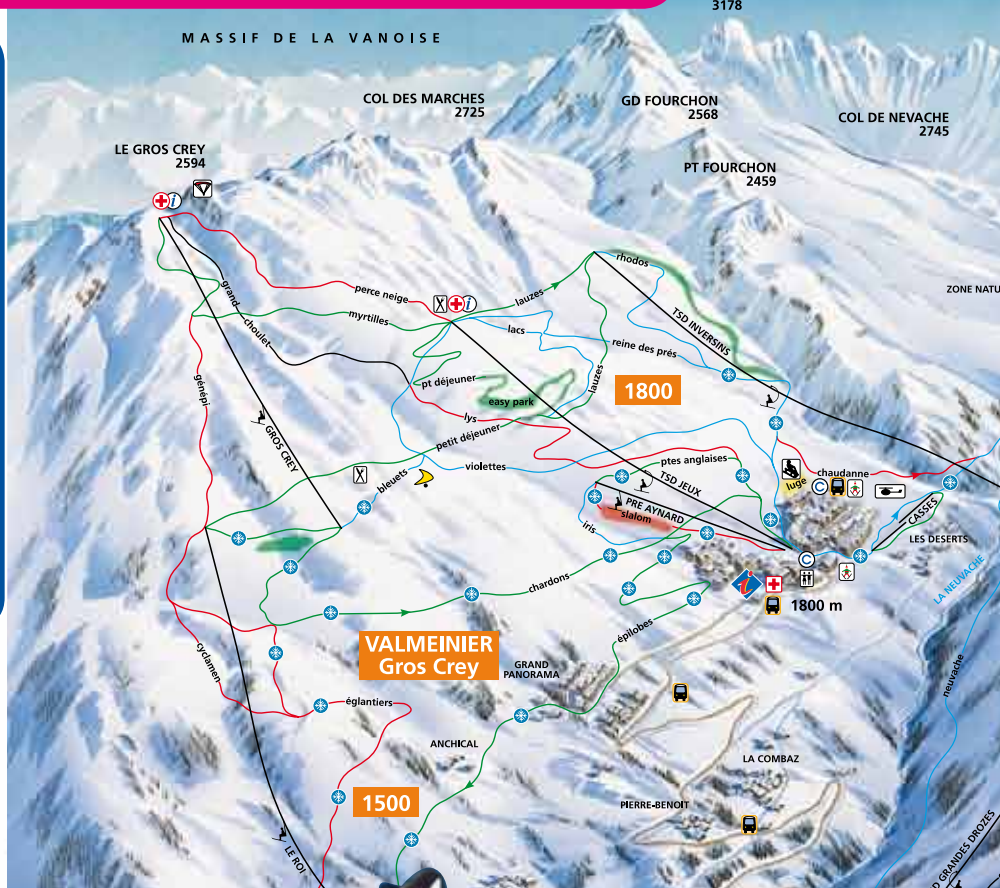 3178
MASSIF DE LA VANOISE
COL DES MARCHES
2725
GD FOURCHON
2568
COL DE NEVACHE
2745
LE GROS CREY
2594
PT FOURCHON
2459
i
rhodos
ZONE NATU
perce neige
i
lauzes
grand
choulet
myrtilles
lacs
TSD INVERSINS
reine des prés
génépi
pt déjeuner
easy park
lauzes
1800
GROS CREY
lys
petit déjeuner
violettes
bleuets
ptes anglaises
TSD JEUX
luge
C
chaudanne
PRE AYNARD
slalom
iris
CASSES
LES DESERTS
C
chardons
i
1800 m
LA NEUVACHE
épilobes
VALMEINIER
Gros Crey
cyclamen
GRAND
PANORAMA
neuvache
églantiers
ANCHICAL
LA COMBAZ
1500
PIERRE-BENOIT
LE ROI
D GRANDES DROZES